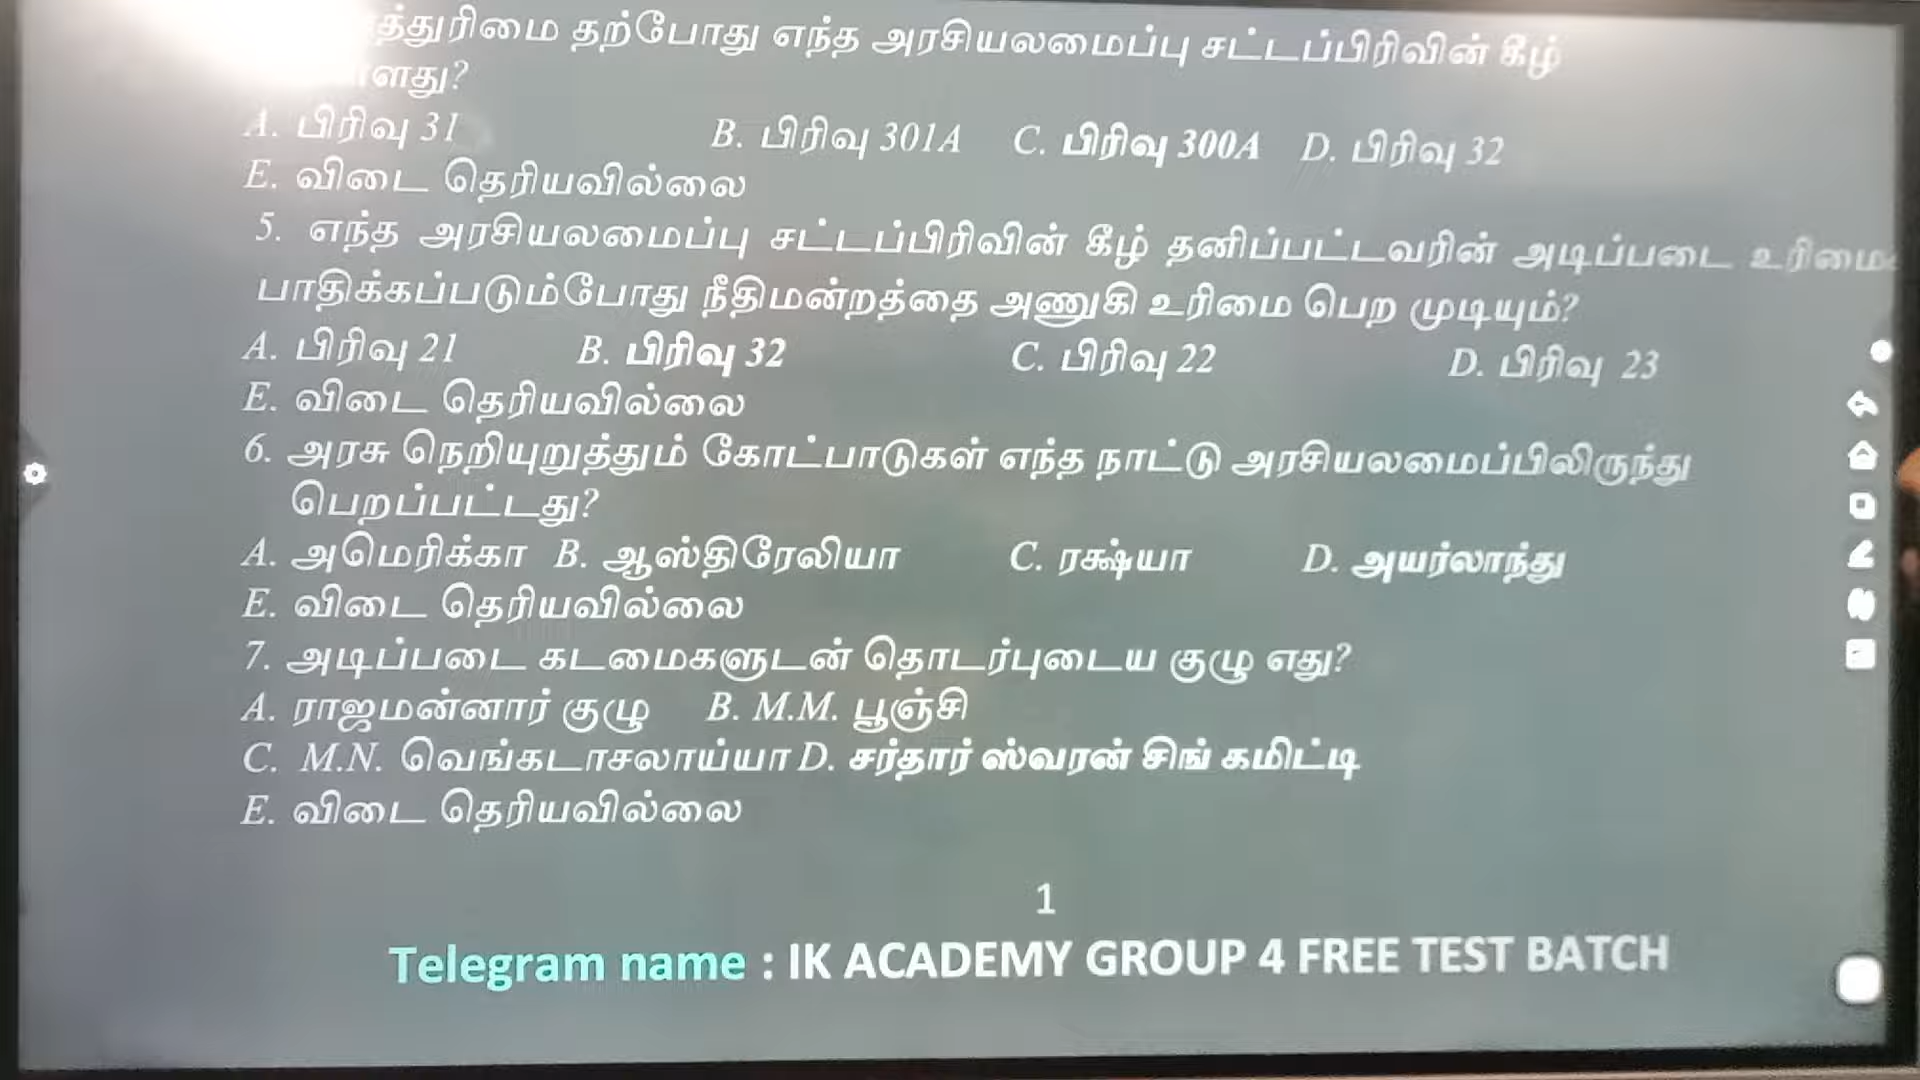 தற்போது எந்த அரசியலமைப்பு சட்டப்பிரிவின் கீழ்
A. பிரிவு 31 B. பிரிவு 301A C. பிரிவு 300A D. பிரிவு 32
E. விடை தெரியவில்லை
5. எந்த அரசியலமைப்பு சட்டப்பிரிவின் கீழ் தனிப்பட்டவரின் அடிப்படை
பாதிக்கப்படும்போது நீதிமன்றத்தை அணுகி உரிமை பெற முடியும்?
A. பிரிவு 21 B. பிரிவு 32 C. பிரிவு 22 D. பிரிவு 23
E. விடை தெரியவில்லை
6. அரசு நெறியுறுத்தும் கோட்பாடுகள் எந்த நாட்டு அரசியலமைப்பிலிருந்து
பெறப்பட்டது?
A. அமெரிக்கா B. ஆஸ்திரேலியா C. ரக்ஷ்யா D. அயர்லாந்து
E. விடை தெரியவில்லை
7. அடிப்படை கடமைகளுடன் தொடர்புடைய குழு எது?
A. ராஜமன்னார் குழு B. M.M. பூஞ்சி
C. M.N. வெங்கடாசலாய்யா D. சர்தார் ஸ்வரன் சிங் கமிட்டி
E. விடை தெரியவில்லை
1
Telegram name : IK ACADEMY GROUP 4 FREE TEST BATCH